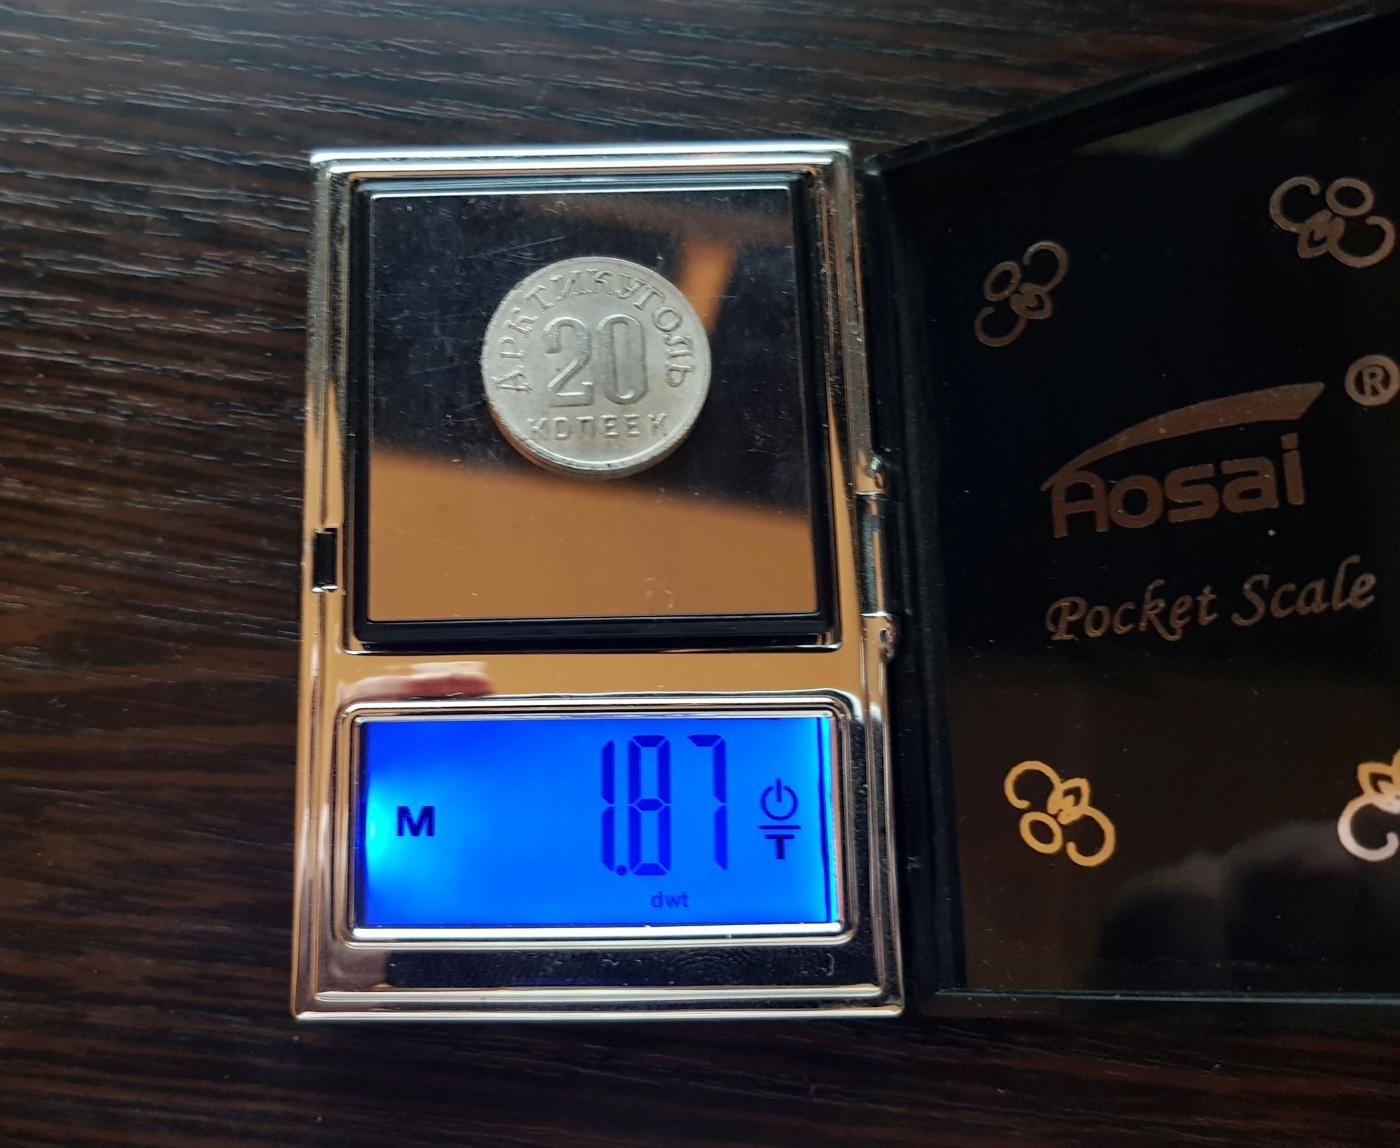 АРКТИКУГОЛЬ
20
КОПЕЕК
Aosai®
Pocket Scale
M
1.87
T
dwt